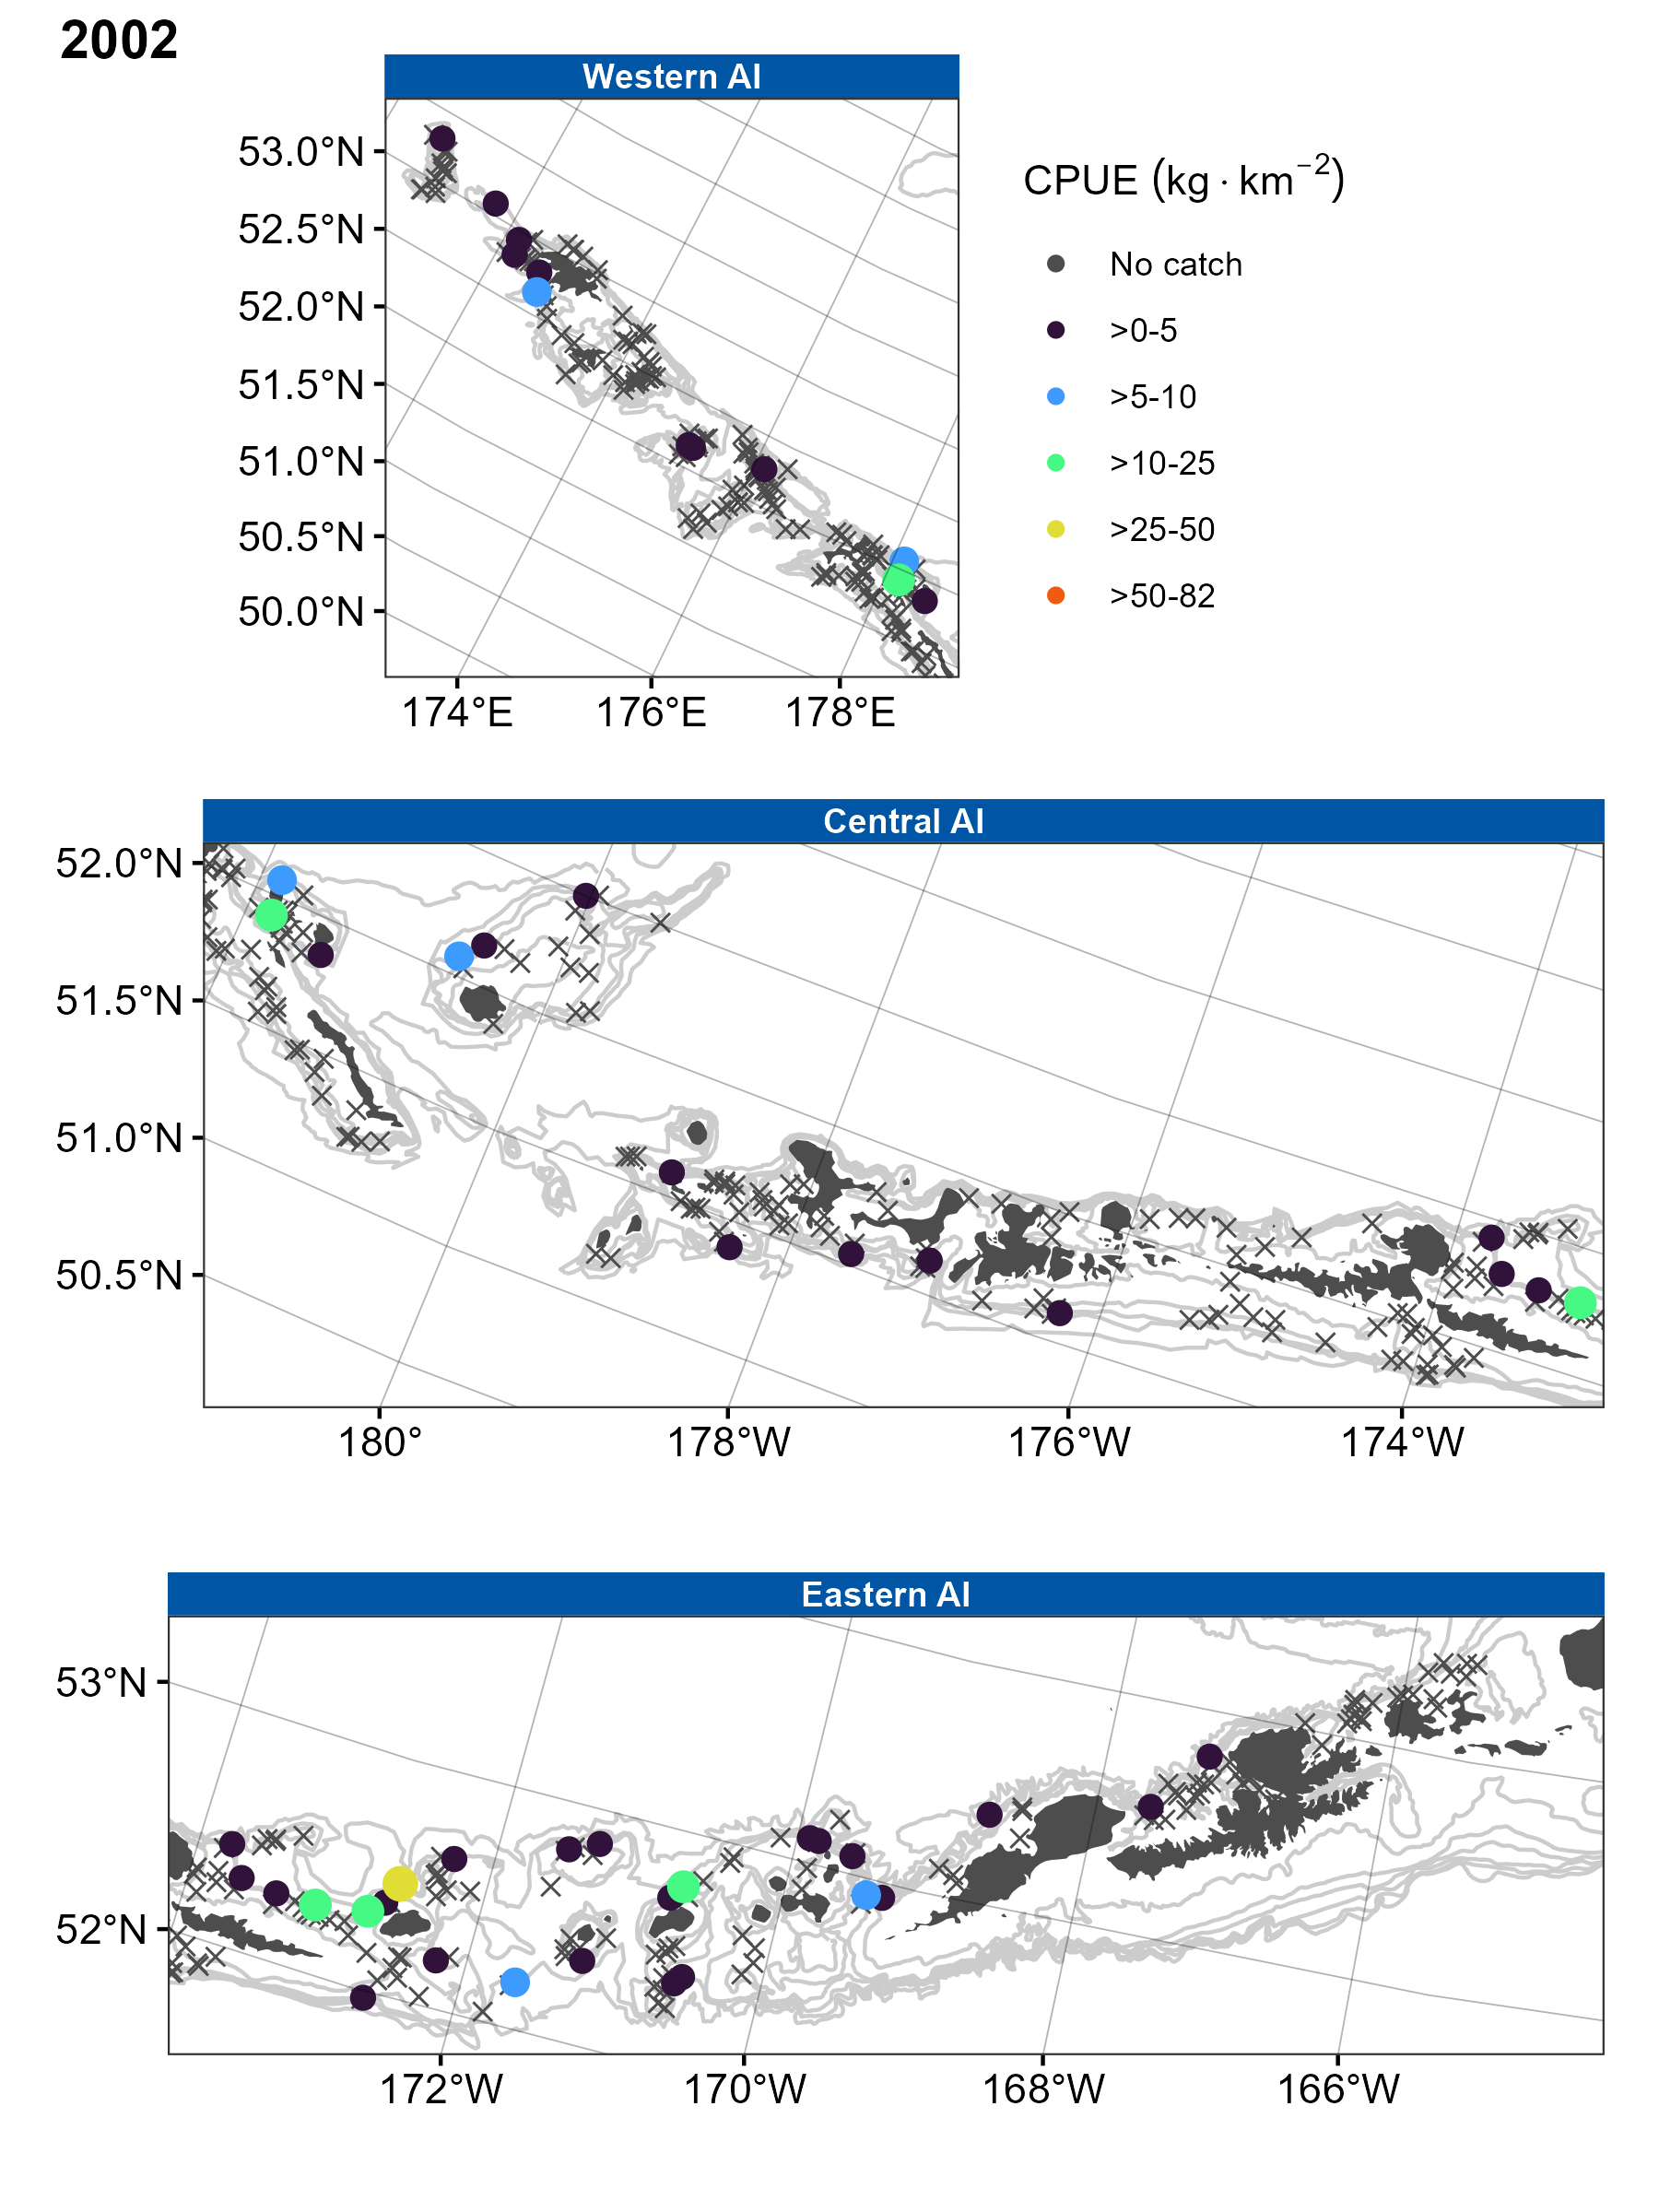 2002
Western AI
53.0°N
52.5°N
52.0°N
51.5°N
51.0°N
50.5°N
50.0°N
174°E 176°E 178°E
CPUE (kg · km⁻²)
No catch
>0-5
>5-10
>10-25
>25-50
>50-82
Central AI
52.0°N
51.5°N
51.0°N
50.5°N
180° 178°W 176°W 174°W
Eastern AI
53°N
52°N
172°W 170°W 168°W 166°W